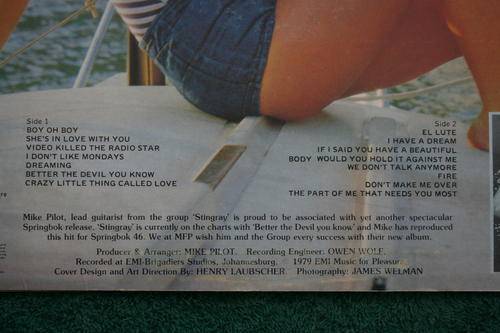 Side 1
BOY OH BOY
SHE'S IN LOVE WITH YOU
VIDEO KILLED THE RADIO STAR
I DON'T LIKE MONDAYS
DREAMING
BETTER THE DEVIL YOU KNOW
CRAZY LITTLE THING CALLED LOVE
Side 2
EL LUTE
I HAVE A DREAM
IF I SAID YOU HAVE A BEAUTIFUL
BODY WOULD YOU HOLD IT AGAINST ME
WE DON'T TALK ANYMORE
FIRE
DON'T MAKE ME OVER
THE PART OF ME THAT NEEDS YOU MOST
Mike Pilot, lead guitarist from the group 'Stingray' is proud to be associated with yet another spectacular
Springbok release. 'Stingray' is currently on the charts with 'Better the Devil you know' and Mike has reproduced
this hit for Springbok 46. We at MFP wish him and the Group every success with their new album.
Producer & Arranger: MIKE PILOT. Recording Engineer: OWEN WOLF.
Recorded at EMI-Brigadiers Studios, Johannesburg. 1979 EMI Music for Pleasure
Cover Design and Art Direction By: HENRY LAUBSCHER. Photography: JAMES WELMAN